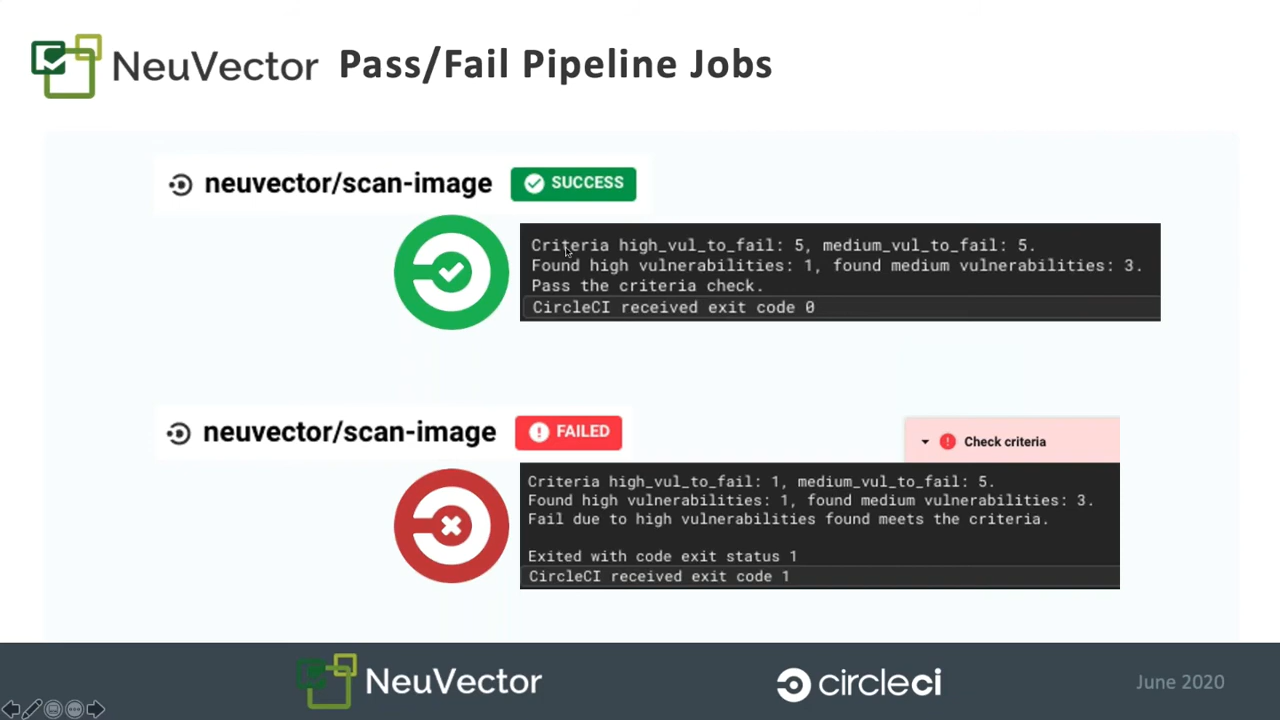 NeuVector Pass/Fail Pipeline Jobs
neuvector/scan-image SUCCESS
Criteria high_vul_to_fail: 5, medium_vul_to_fail: 5.
Found high vulnerabilities: 1, found medium vulnerabilities: 3.
Pass the criteria check.
CircleCI received exit code 0
neuvector/scan-image FAILED
Check criteria
Criteria high_vul_to_fail: 1, medium_vul_to_fail: 5.
Found high vulnerabilities: 1, found medium vulnerabilities: 3.
Fail due to high vulnerabilities found meets the criteria.
Exited with code exit status 1
CircleCI received exit code 1
NeuVector circleci June 2020